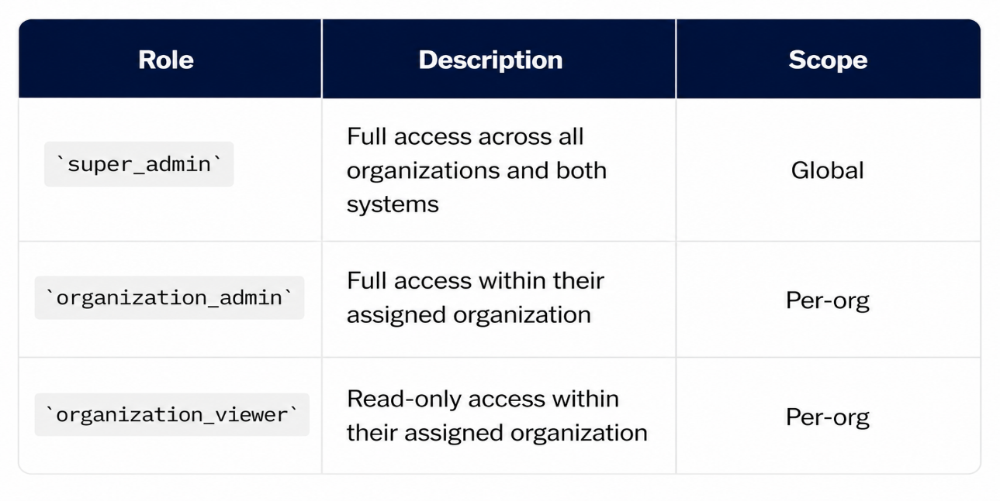 Role Description Scope
`super_admin`
Full access across all
organizations and both
systems
Global
`organization_admin`
Full access within their
assigned organization
Per-org
`organization_viewer`
Read-only access within
their assigned organization
Per-org